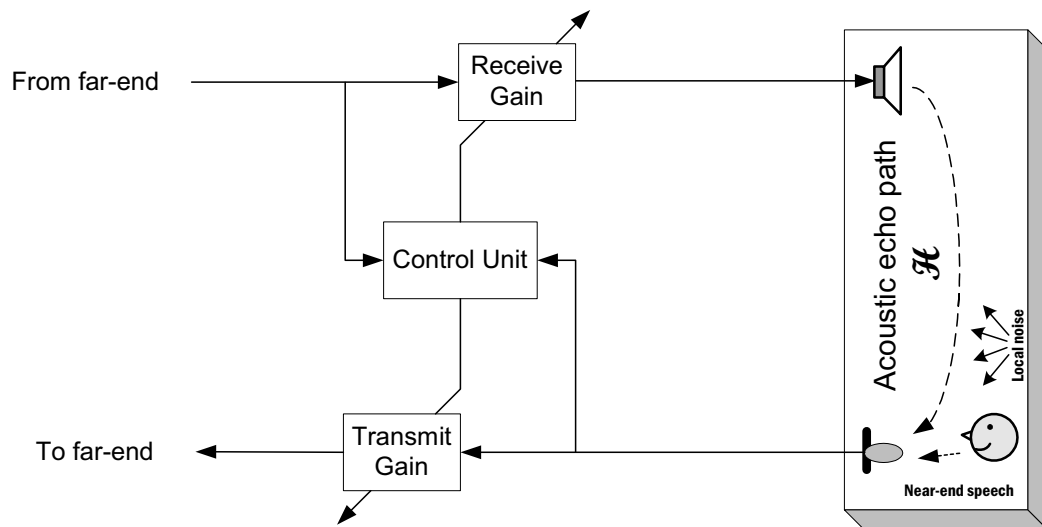 From far-end
Receive
Gain
Control Unit
Acoustic echo path
ℋ
Local noise
To far-end
Transmit
Gain
Near-end speech